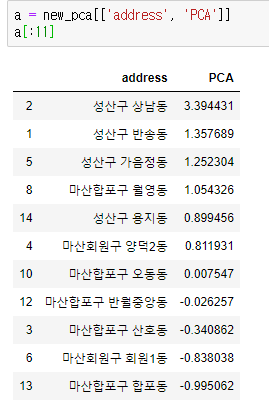 a = new_pca[['address', 'PCA']]
a[:11]
address PCA
2 성산구 상남동 3.394431
1 성산구 반송동 1.357689
5 성산구 가음정동 1.252304
8 마산합포구 월영동 1.054326
14 성산구 용지동 0.899456
4 마산회원구 양덕2동 0.811931
10 마산합포구 오동동 0.007547
12 마산합포구 반월중앙동 -0.026257
3 마산합포구 산호동 -0.340862
6 마산회원구 회원1동 -0.838038
13 마산합포구 합포동 -0.995062